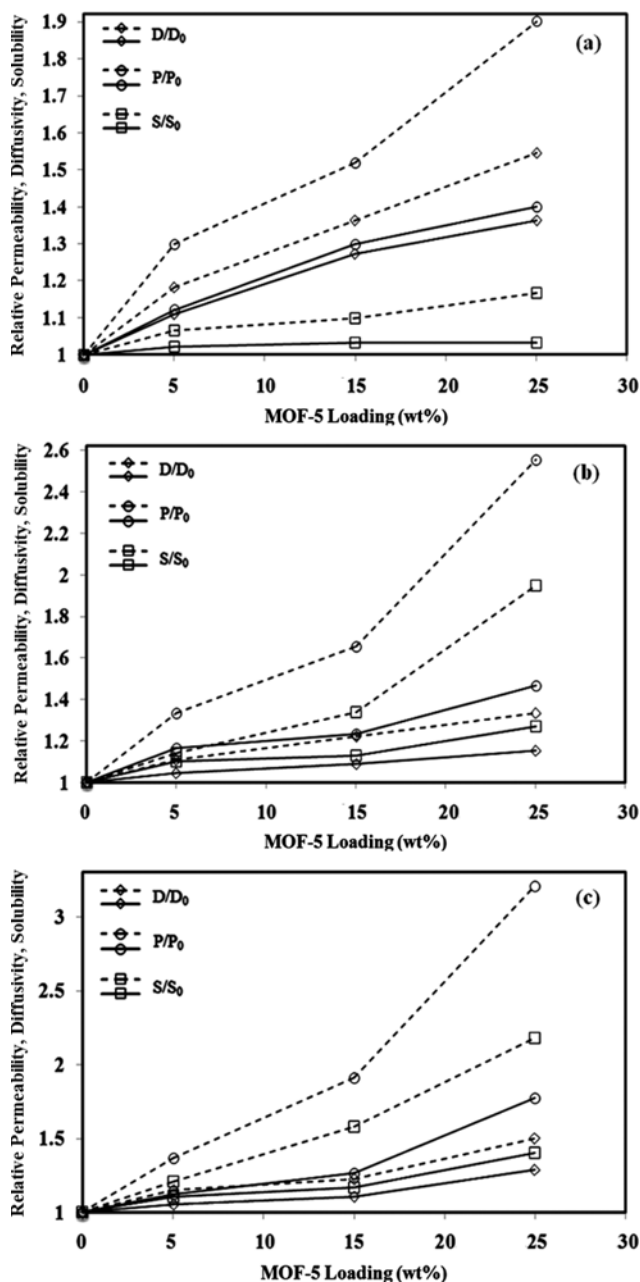 Relative Permeability, Diffusivity, Solubility
1.9
1.8
1.7
1.6
1.5
1.4
1.3
1.2
1.1
1
D/D₀
P/P₀
S/S₀
(a)
0 5 10 15 20 25 30
MOF-5 Loading (wt%)
Relative Permeability, Diffusivity, Solubility
2.6
2.4
2.2
2
1.8
1.6
1.4
1.2
1
D/D₀
P/P₀
S/S₀
(b)
0 5 10 15 20 25 30
MOF-5 Loading (wt%)
Relative Permeability, Diffusivity, Solubility
3
2.5
2
1.5
1
D/D₀
P/P₀
S/S₀
(c)
0 5 10 15 20 25 30
MOF-5 Loading (wt%)